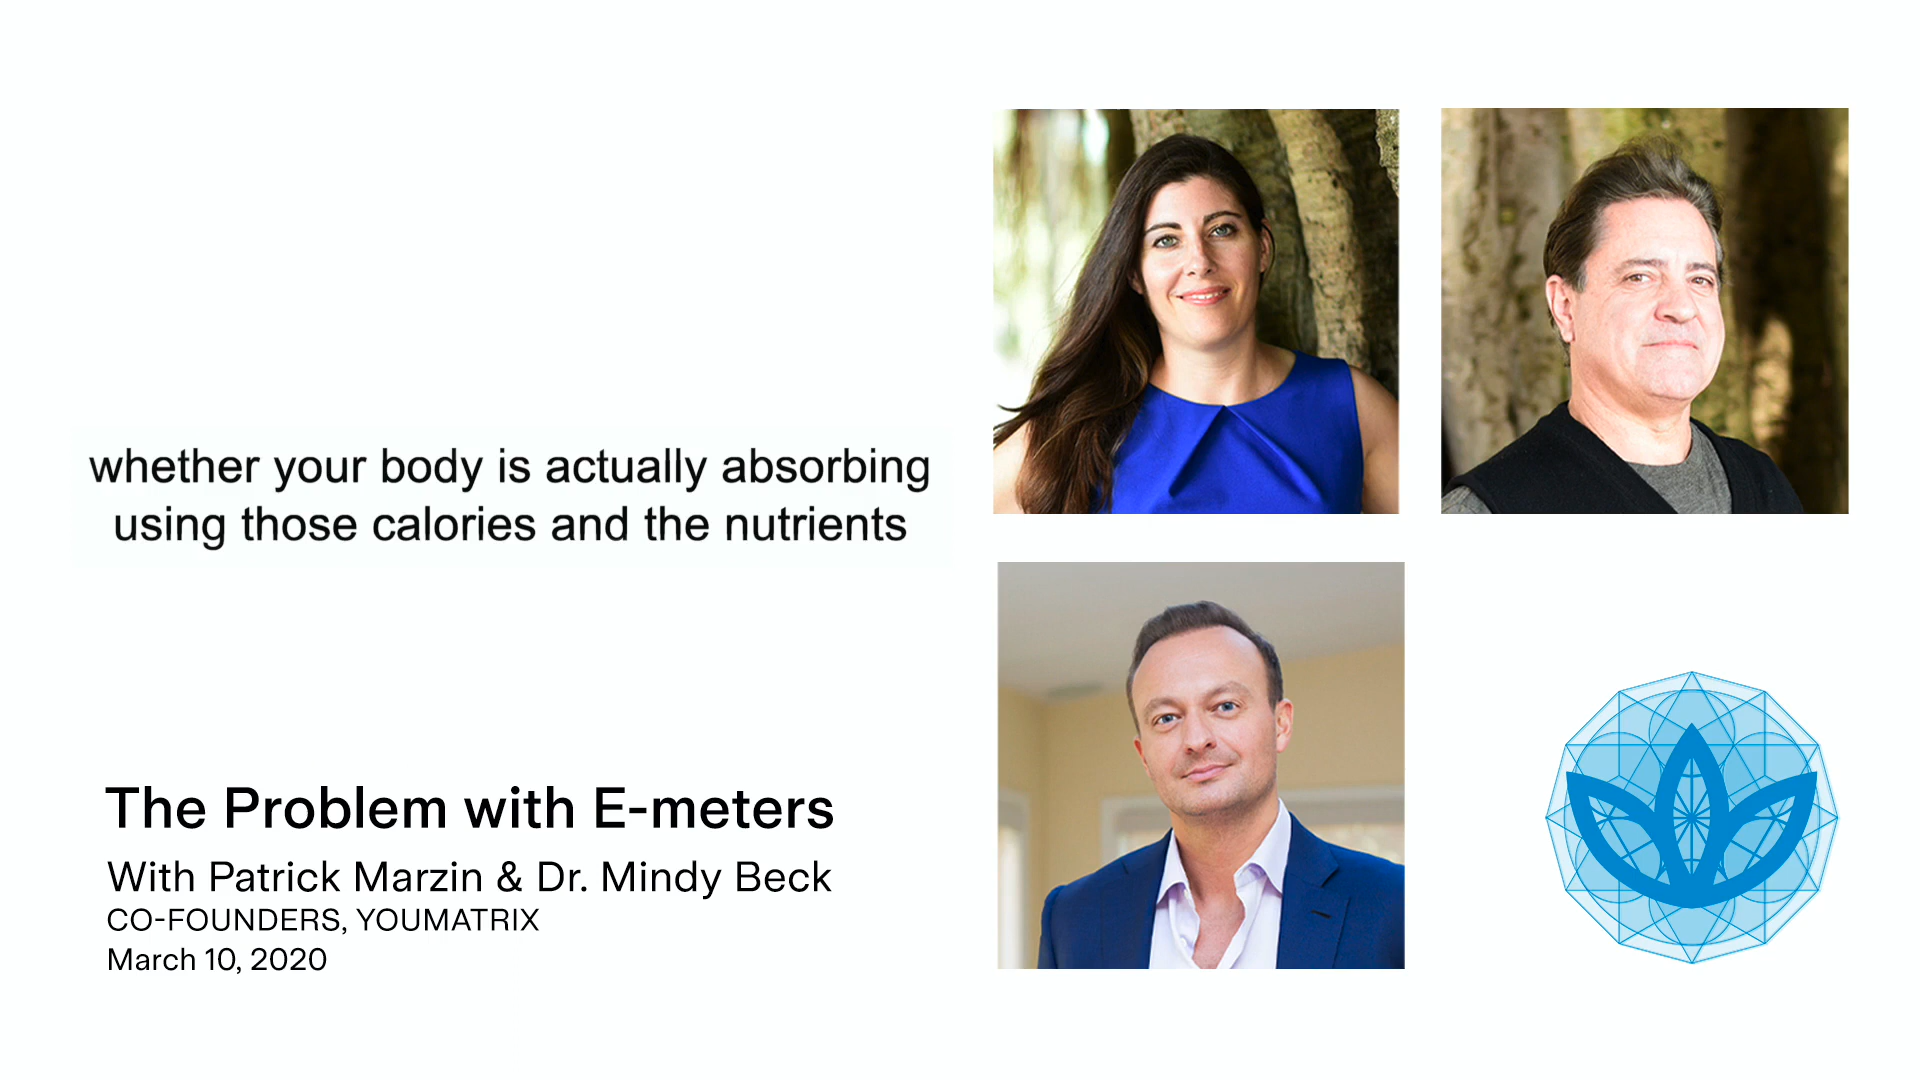 whether your body is actually absorbing
using those calories and the nutrients
The Problem with E-meters
With Patrick Marzin & Dr. Mindy Beck
CO-FOUNDERS, YOUMATRIX
March 10, 2020